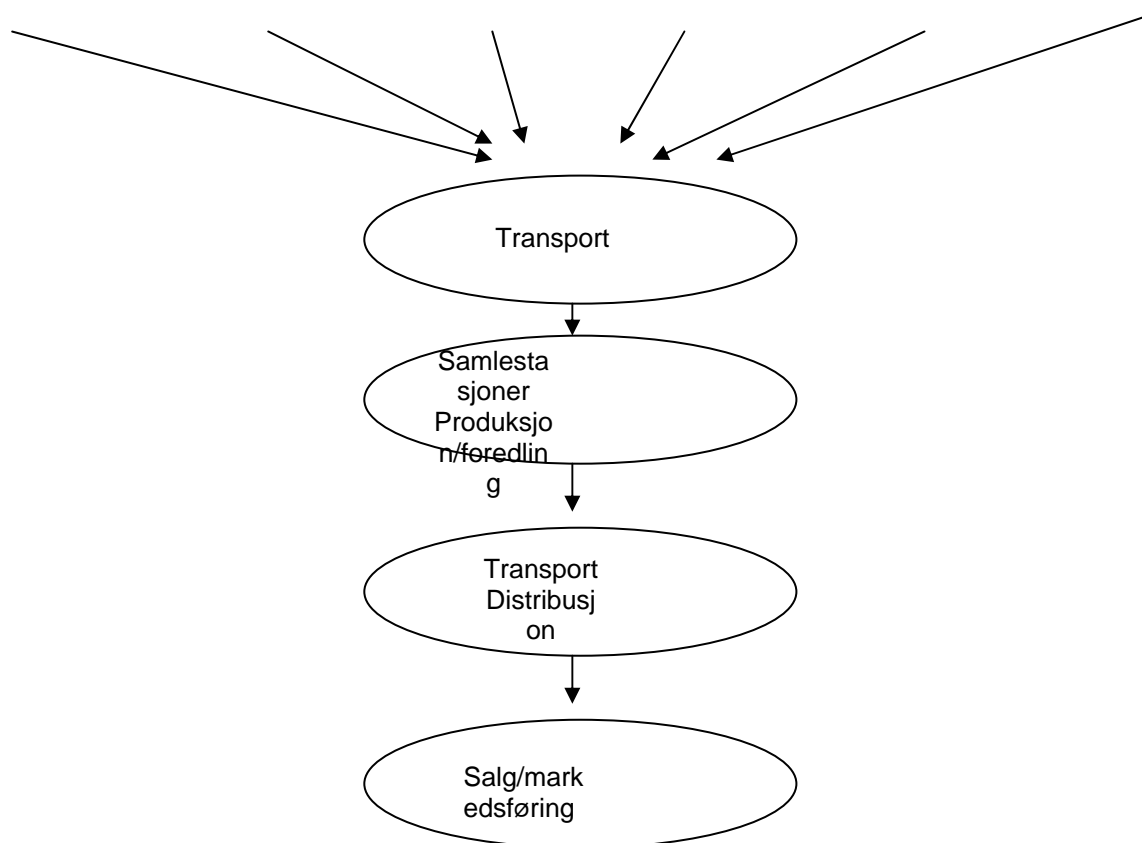 Transport
Samlesta
sjoner
Produksjo
n/foredlin
g
Transport
Distribusj
on
Salg/mark
edsføring